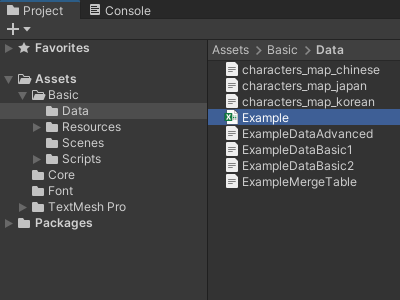 Project
Console
Favorites
Assets
Basic
Data
Resources
Scenes
Scripts
Core
Font
TextMesh Pro
Packages
Assets > Basic > Data
characters_map_chinese
characters_map_japan
characters_map_korean
Example
ExampleDataAdvanced
ExampleDataBasic1
ExampleDataBasic2
ExampleMergeTable